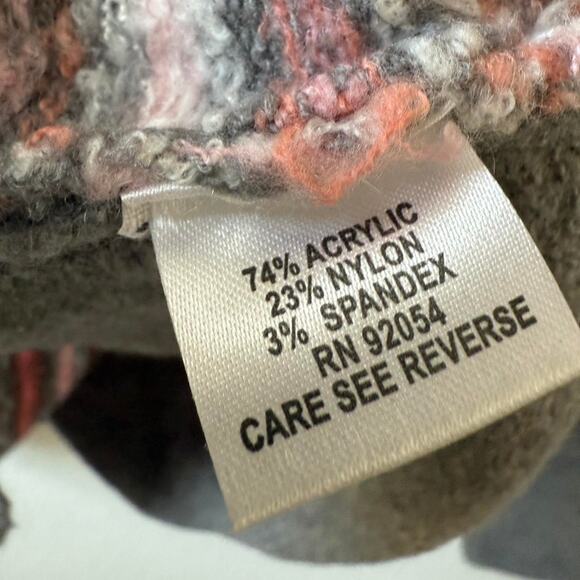 74% ACRYLIC
23% NYLON
3% SPANDEX
RN 92054
CARE SEE REVERSE